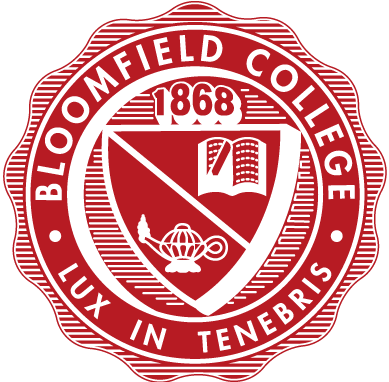 BLOOMFIELD COLLEGE
1868
LUX IN TENEBRIS